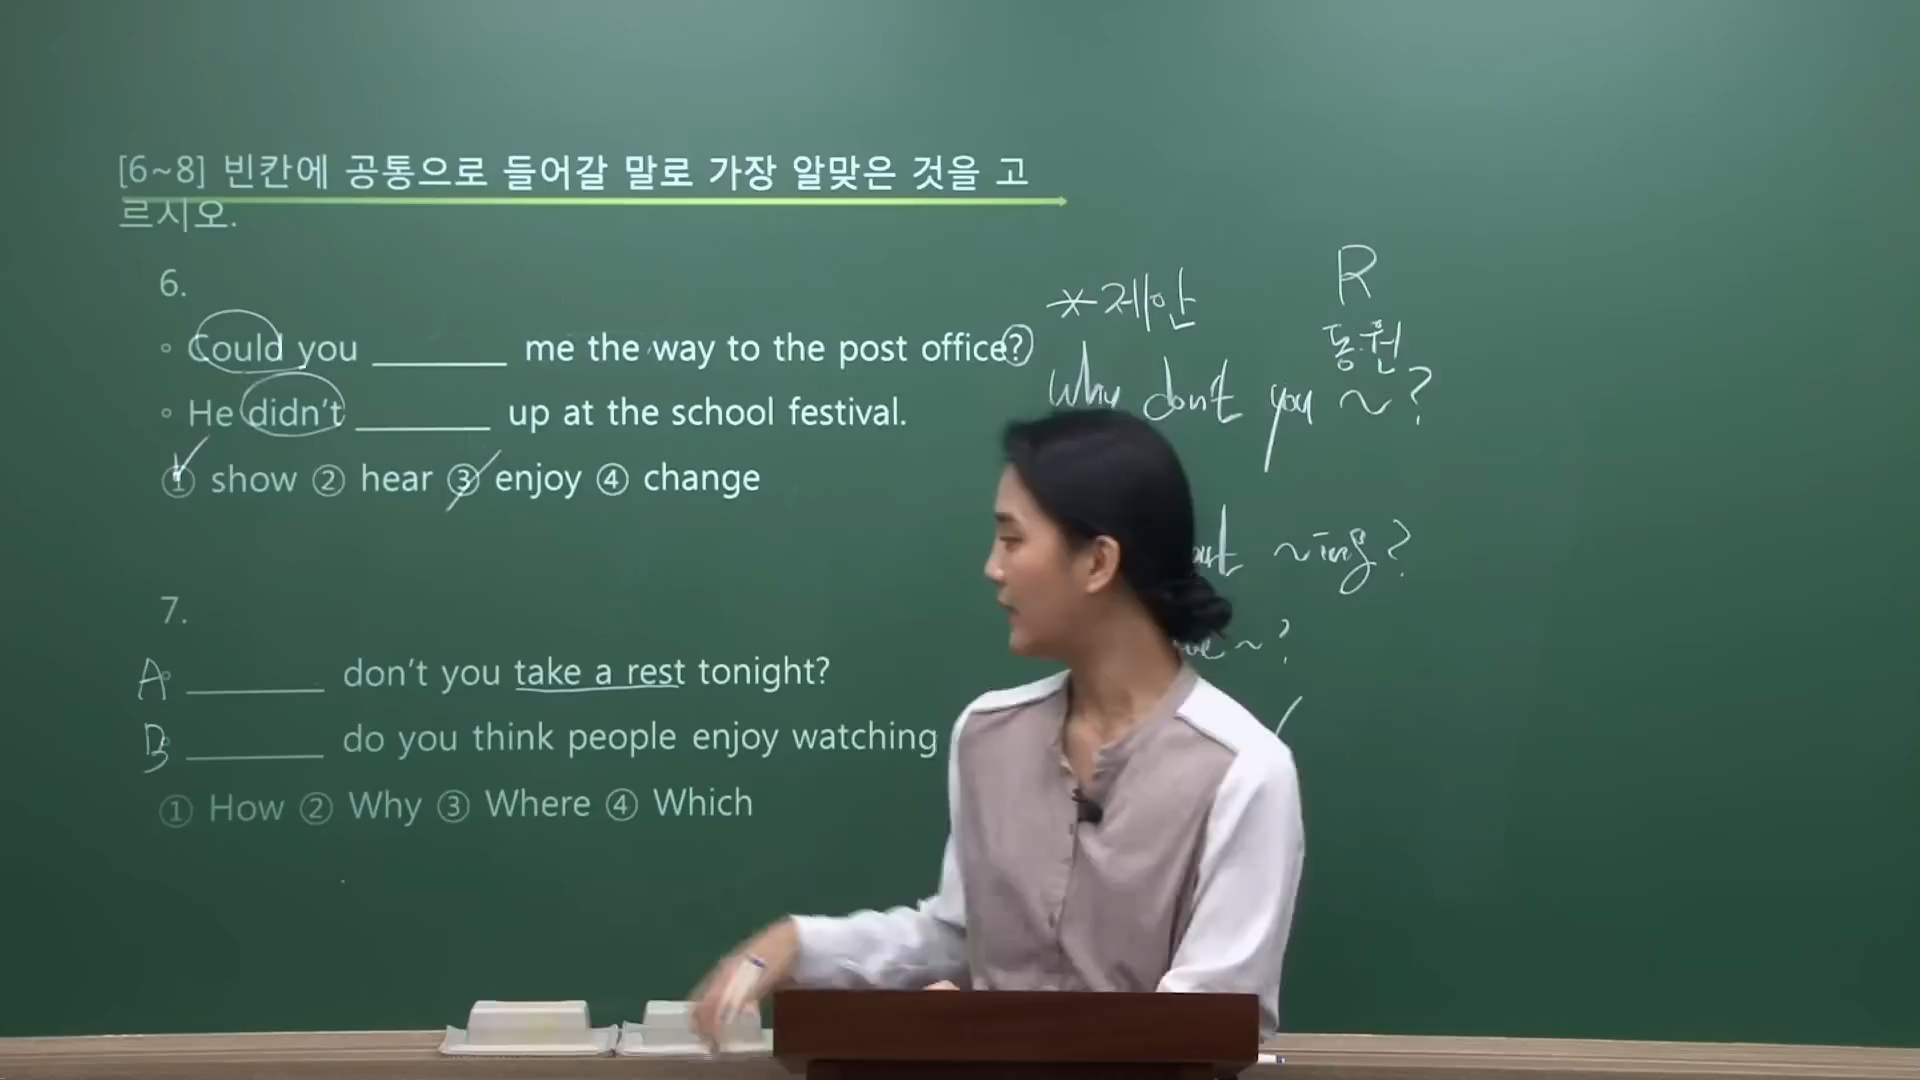 [6~8] 빈칸에 공통으로 들어갈 말로 가장 알맞은 것을 고
르시오.
6.
◦ Could you ________ me the way to the post office?
◦ He didn't ________ up at the school festival.
① show ② hear ③ enjoy ④ change
7.
A ________ don't you take a rest tonight?
B ________ do you think people enjoy watching
① How ② Why ③ Where ④ Which
*제안
R
동원
Why don't you ~?
~ing?
~?